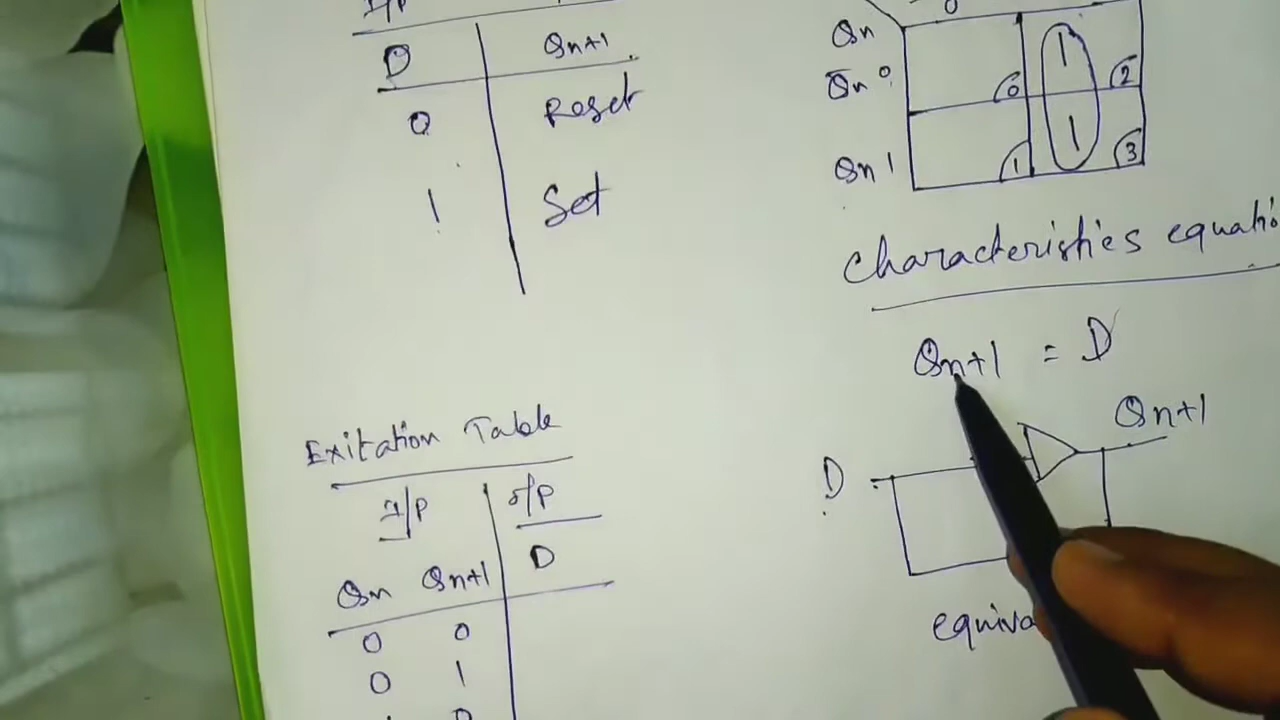 I/P
D Qn+1
0 Reset
1 Set
Exitation Table
I/P O/P
Qn Qn+1 D
0 0
0 1
0
Qn
Q̅n 0 1 0 2
Qn 1 1 1 3
characteristics equatio
Qn+1 = D
D Qn+1
equiva